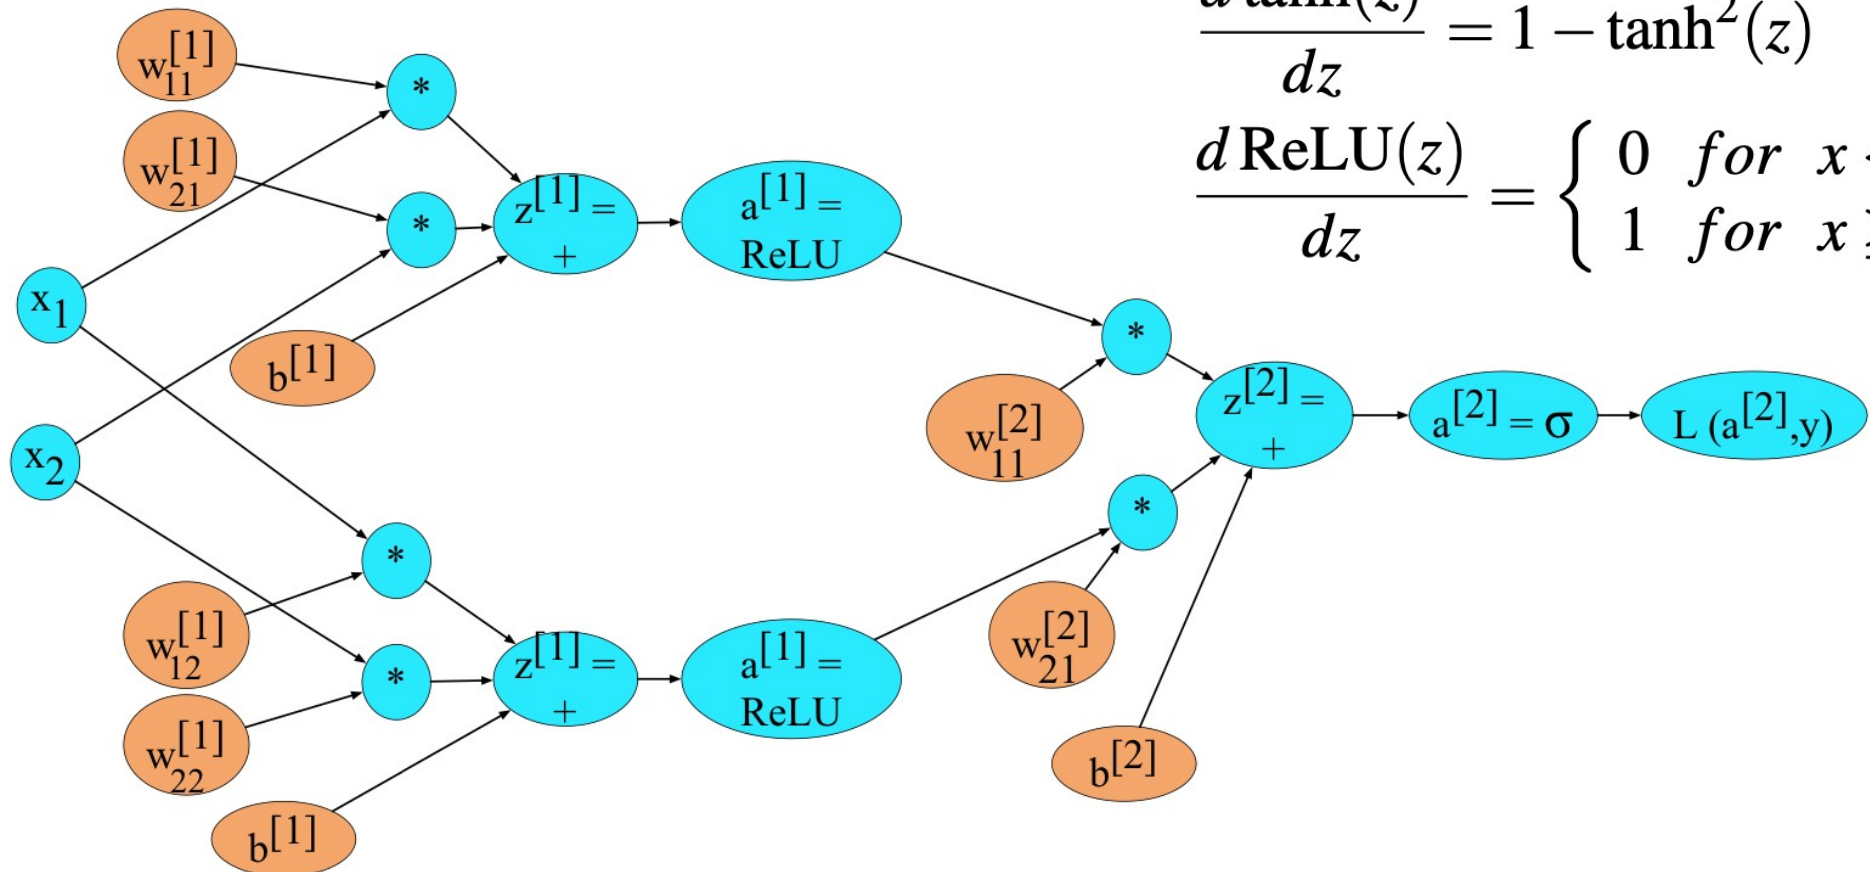 d tanh(z)
dz
= 1 − tanh²(z)
d ReLU(z)
dz
= { 0 for x <
1 for x ≥
w[1]
11
*
w[1]
21
*
z[1] =
+
a[1] =
ReLU
x1
b[1]
*
x2
w[2]
11
z[2] =
+
a[2] = σ
L (a[2],y)
*
*
w[1]
12
w[2]
21
*
z[1] =
+
a[1] =
ReLU
w[1]
22
b[2]
b[1]